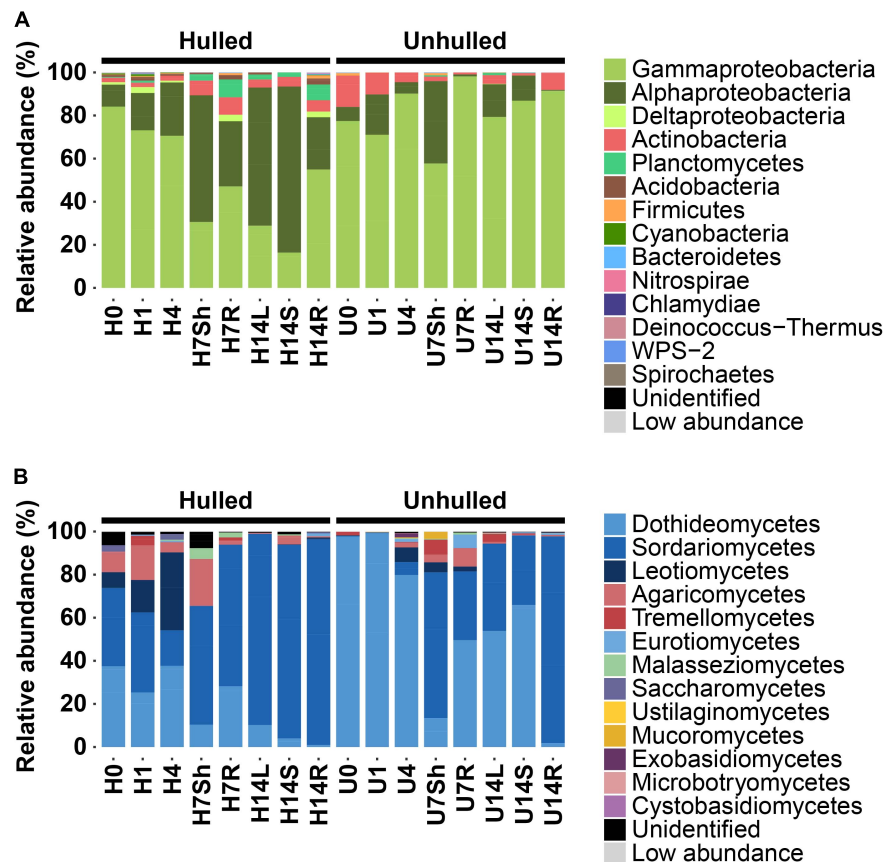 A
Hulled
Unhulled
Relative abundance (%)
100
80
60
40
20
0
H0
H1
H4
H7Sh
H7R
H14L
H14S
H14R
U0
U1
U4
U7Sh
U7R
U14L
U14S
U14R
Gammaproteobacteria
Alphaproteobacteria
Deltaproteobacteria
Actinobacteria
Planctomycetes
Acidobacteria
Firmicutes
Cyanobacteria
Bacteroidetes
Nitrospirae
Chlamydiae
Deinococcus−Thermus
WPS−2
Spirochaetes
Unidentified
Low abundance
B
Hulled
Unhulled
Relative abundance (%)
100
80
60
40
20
0
H0
H1
H4
H7Sh
H7R
H14L
H14S
H14R
U0
U1
U4
U7Sh
U7R
U14L
U14S
U14R
Dothideomycetes
Sordariomycetes
Leotiomycetes
Agaricomycetes
Tremellomycetes
Eurotiomycetes
Malasseziomycetes
Saccharomycetes
Ustilaginomycetes
Mucoromycetes
Exobasidiomycetes
Microbotryomycetes
Cystobasidiomycetes
Unidentified
Low abundance